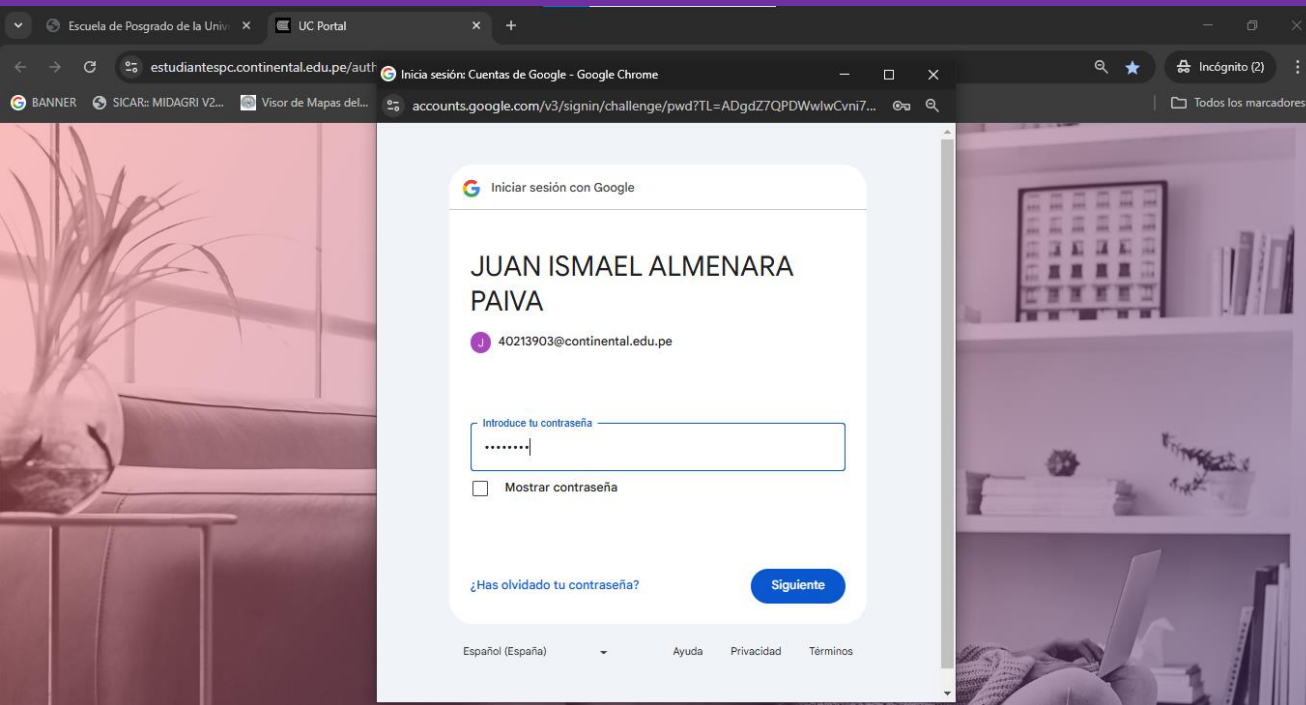 Escuela de Posgrado de la Univ
UC Portal
estudiantespc.continental.edu.pe/auth
Incógnito (2)
BANNER
SICAR:: MIDAGRI V2...
Visor de Mapas del...
Todos los marcadores
Inicia sesión: Cuentas de Google - Google Chrome
accounts.google.com/v3/signin/challenge/pwd?TL=ADgdZ7QPDWwlwCvni7...
Iniciar sesión con Google
JUAN ISMAEL ALMENARA
PAIVA
J 40213903@continental.edu.pe
Introduce tu contraseña
••••••••
Mostrar contraseña
¿Has olvidado tu contraseña?
Siguiente
Español (España)
Ayuda Privacidad Términos